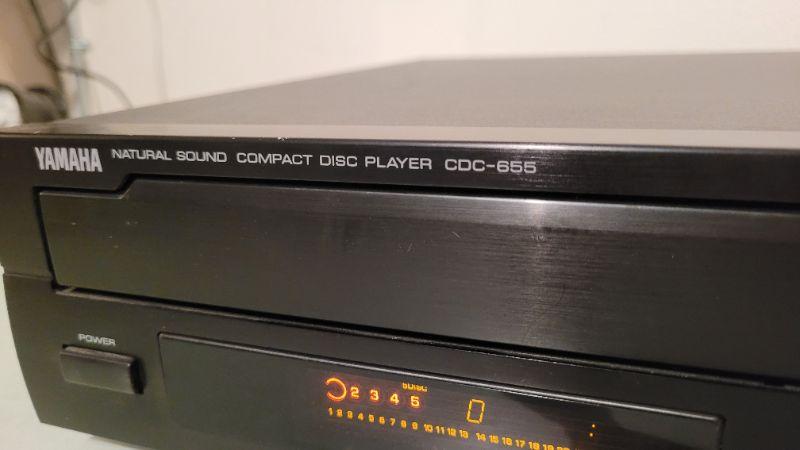 YAMAHA NATURAL SOUND COMPACT DISC PLAYER CDC-655
POWER
5DISC
2 3 4 5 0 :
1 2 3 4 5 6 7 8 9 10 11 12 13 14 15 16 17 18 19